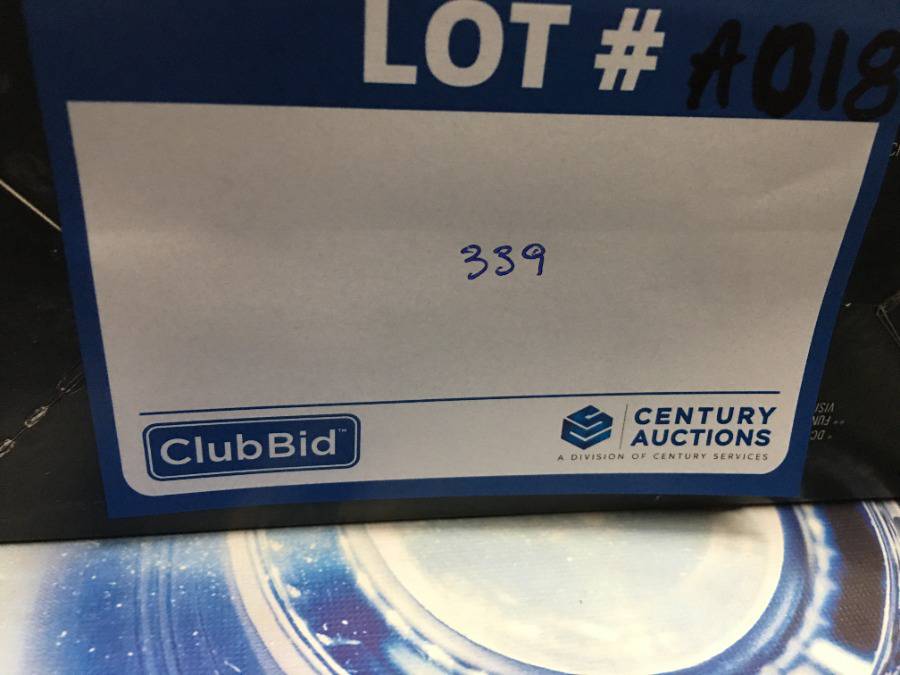 LOT # A018
339
ClubBid™
CENTURY
AUCTIONS
A DIVISION OF CENTURY SERVICES